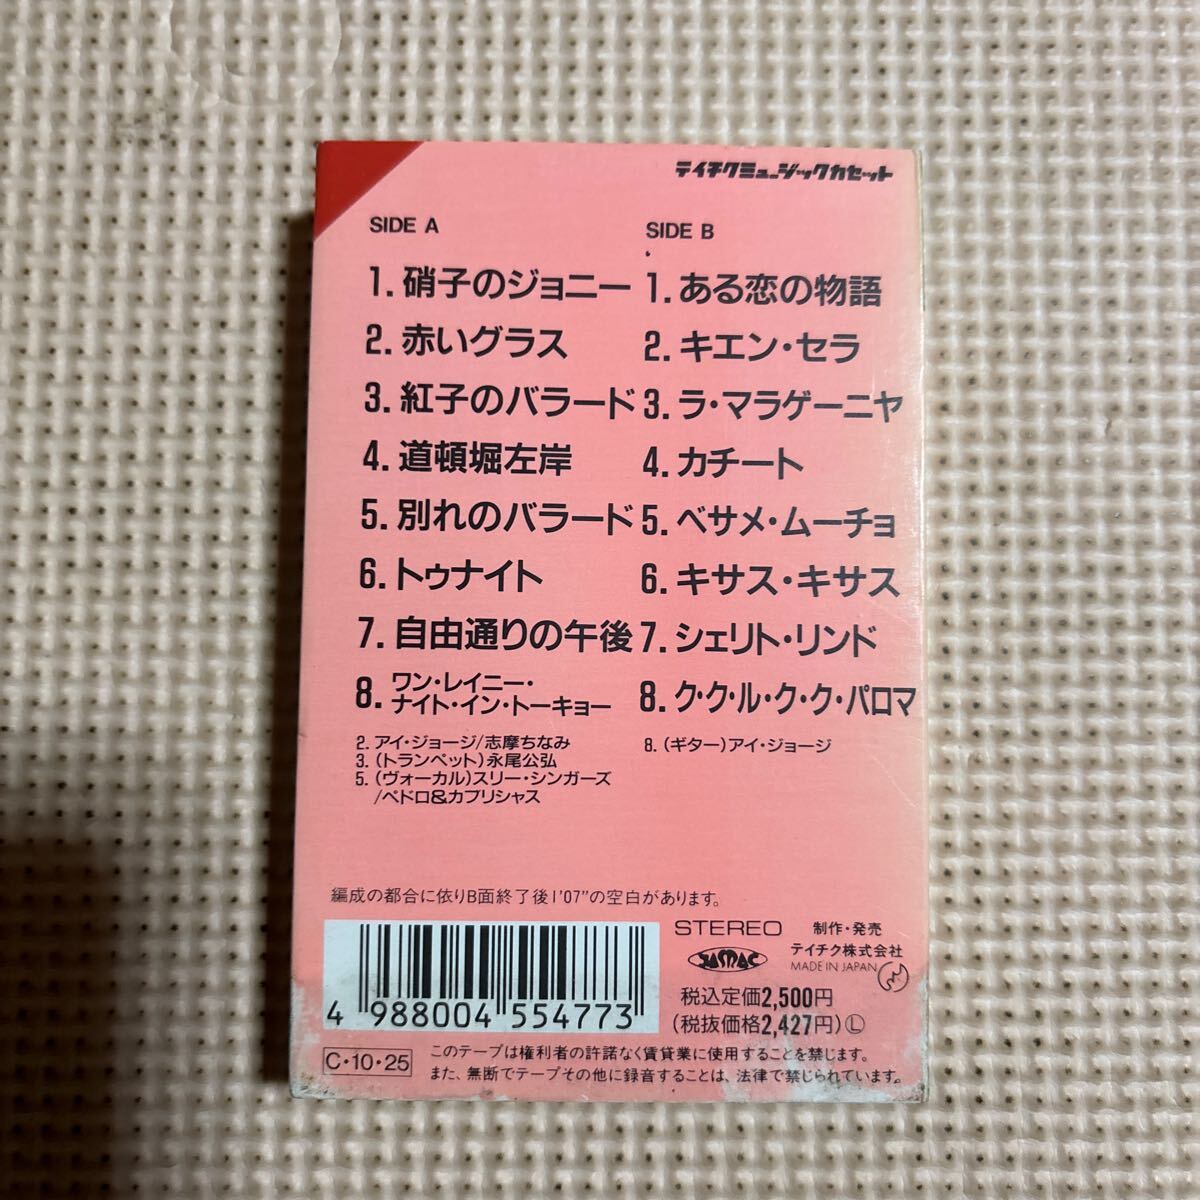 テイチクミュージックカセット
SIDE A
1. 硝子のジョニー
2. 赤いグラス
3. 紅子のバラード
4. 道頓堀左岸
5. 別れのバラード
6. トゥナイト
7. 自由通りの午後
8. ワン・レイニー・
ナイト・イン・トーキョー
2. アイ・ジョージ/志摩ちなみ
3. (トランペット)永尾公弘
5. (ヴォーカル)スリー・シンガーズ
/ペドロ&カプリシャス
SIDE B
1. ある恋の物語
2. キエン・セラ
3. ラ・マラゲーニャ
4. カチート
5. ベサメ・ムーチョ
6. キサス・キサス
7. シェリト・リンド
8. ク・ク・ル・ク・ク・パロマ
8. (ギター)アイ・ジョージ
編成の都合に依りB面終了後1'07"の空白があります。
4 988004 554773
STEREO
制作・発売
テイチク株式会社
MADE IN JAPAN
税込定価2,500円
(税抜価格2,427円) Ⓛ
C・10・25
このテープは権利者の許諾なく賃貸業に使用することを禁じます。
また、無断でテープその他に録音することは、法律で禁じられています。